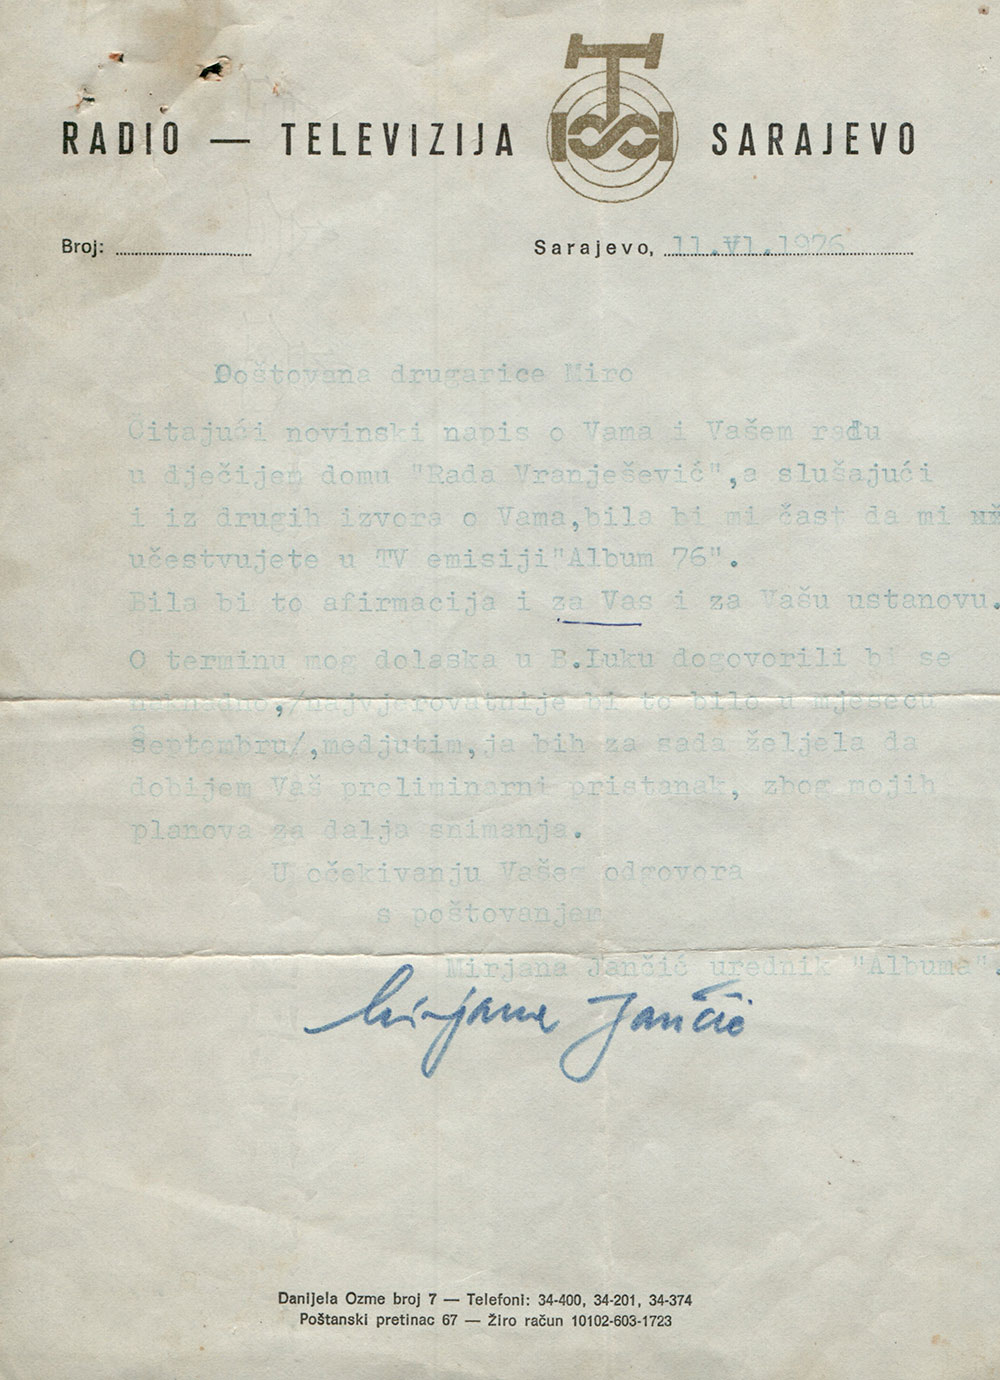 RADIO — TELEVIZIJA SARAJEVO
Broj:
Sarajevo, 11.VI.1976
Poštovana drugarice Miro
Čitajući novinski napis o Vama i Vašem radu
u dječijem domu "Rada Vranješević",a slušajući
i iz drugih izvora o Vama,bila bi mi čast da mi
učestvujete u TV emisiji"Album 76".
Bila bi to afirmacija i za Vas i za Vašu ustanovu.
O terminu mog dolaska u B.Luku dogovorili bi se
naknadno,/najvjerovatnije bi to bilo u mjesecu
Septembru/,medjutim,ja bih za sada željela da
dobijem Vaš preliminarni pristanak, zbog mojih
planova za dalja snimanja.
U očekivanju Vašeg odgovora
s poštovanjem
Mirjana Jančić urednik "Albuma".
Mirjana Jančić
Danijela Ozme broj 7 — Telefoni: 34-400, 34-201, 34-374
Poštanski pretinac 67 — Žiro račun 10102-603-1723